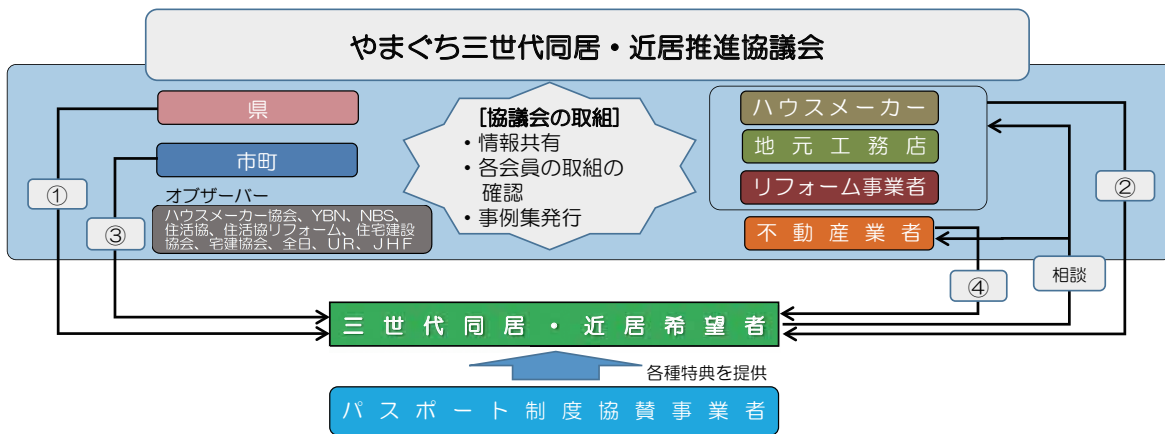 やまぐち三世代同居・近居推進協議会
県
市町
オブザーバー
ハウスメーカー協会、YBN、NBS、
住活協、住活協リフォーム、住宅建設
協会、宅建協会、全日、UR、JHF
[協議会の取組]
・情報共有
・各会員の取組の
確認
・事例集発行
ハウスメーカー
地元工務店
リフォーム事業者
不動産業者
①
③
②
④
相談
三世代同居・近居希望者
各種特典を提供
パスポート制度協賛事業者